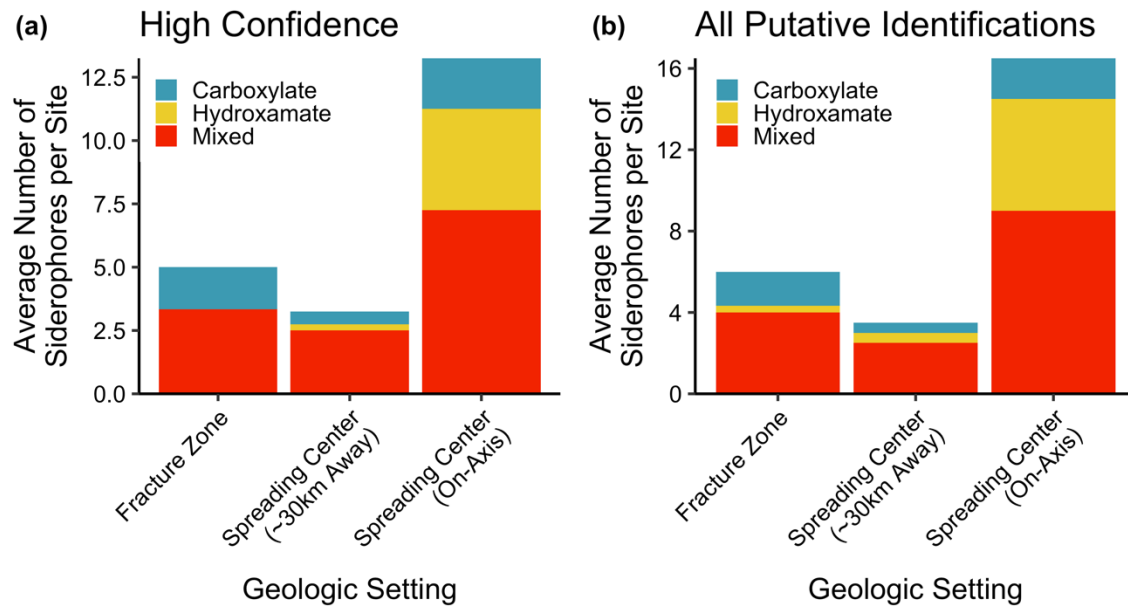 (a) High Confidence
Average Number of
Siderophores per Site
12.5
10.0
7.5
5.0
2.5
0.0
Carboxylate
Hydroxamate
Mixed
Fracture Zone
Spreading Center
(~30km Away)
Spreading Center
(On-Axis)
Geologic Setting
(b) All Putative Identifications
Average Number of
Siderophores per Site
16
12
8
4
0
Carboxylate
Hydroxamate
Mixed
Fracture Zone
Spreading Center
(~30km Away)
Spreading Center
(On-Axis)
Geologic Setting